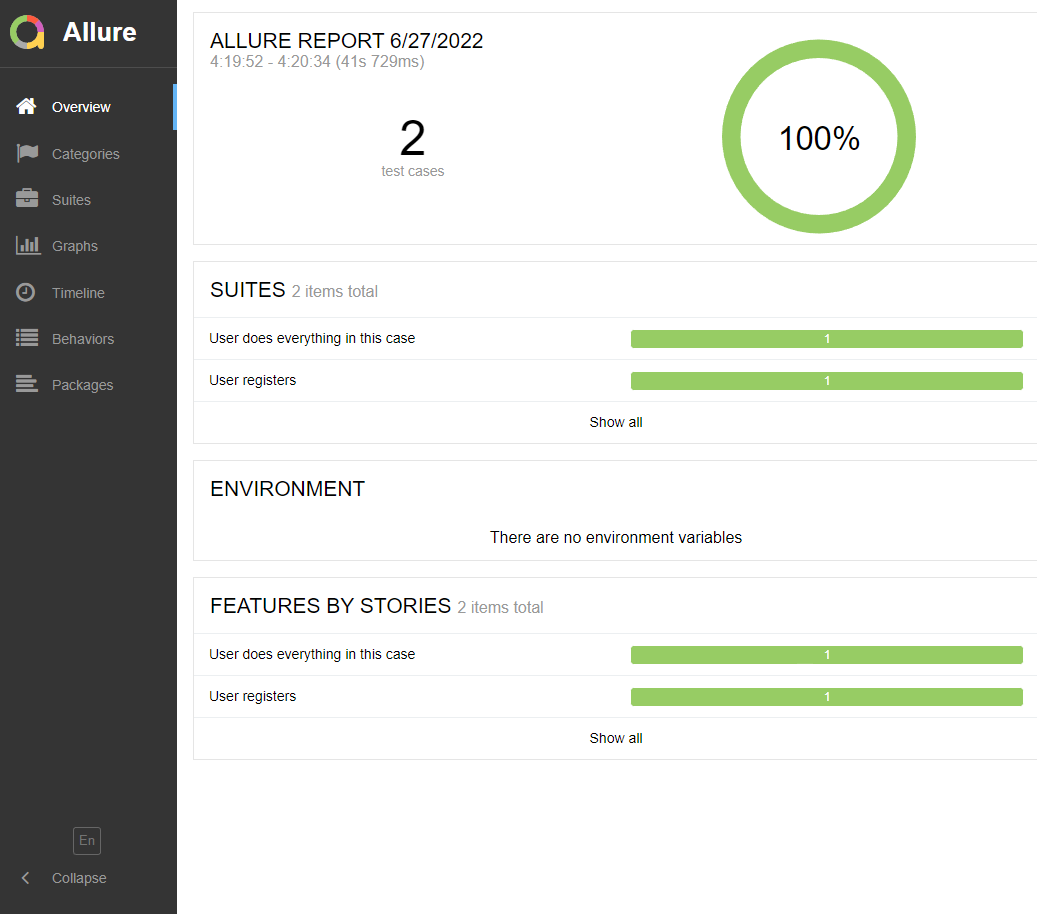 Allure
Overview
Categories
Suites
Graphs
Timeline
Behaviors
Packages
En
Collapse
ALLURE REPORT 6/27/2022
4:19:52 - 4:20:34 (41s 729ms)
2
test cases
100%
SUITES 2 items total
User does everything in this case 1
User registers 1
Show all
ENVIRONMENT
There are no environment variables
FEATURES BY STORIES 2 items total
User does everything in this case 1
User registers 1
Show all